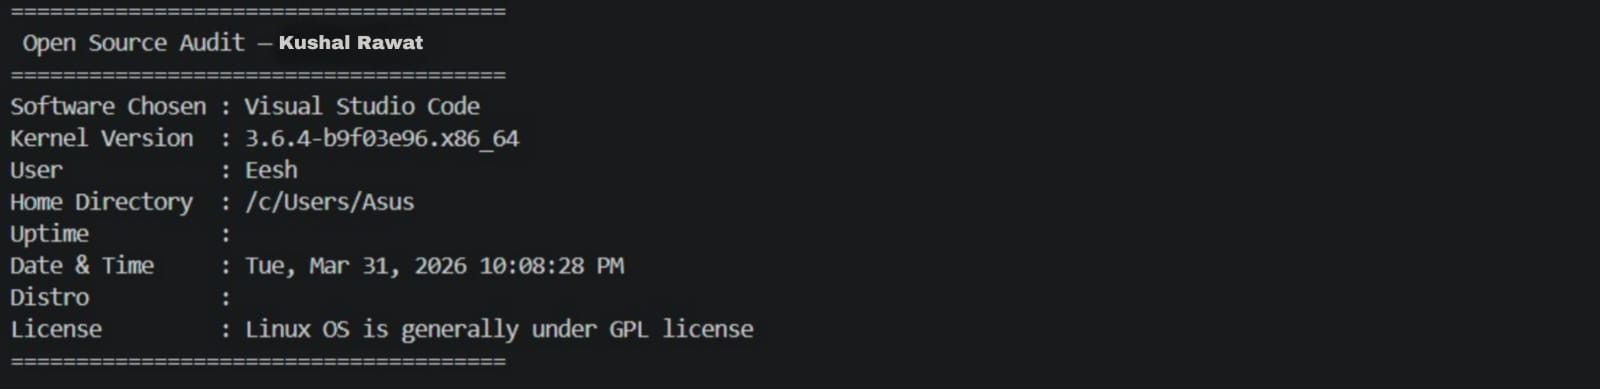 ======================================
Open Source Audit — Kushal Rawat
======================================
Software Chosen : Visual Studio Code
Kernel Version  : 3.6.4-b9f03e96.x86_64
User            : Eesh
Home Directory  : /c/Users/Asus
Uptime          :
Date & Time     : Tue, Mar 31, 2026 10:08:28 PM
Distro          :
License         : Linux OS is generally under GPL license
======================================